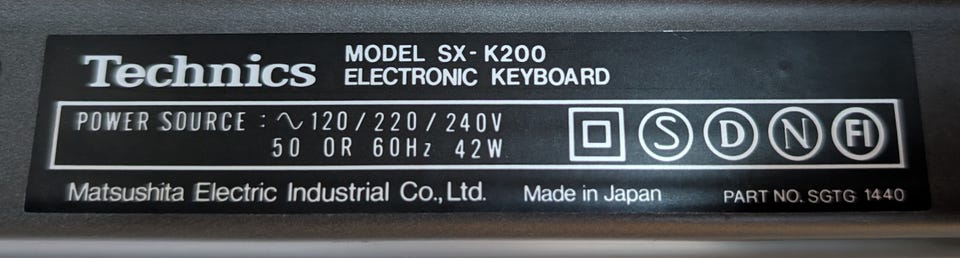 Technics
MODEL SX-K200
ELECTRONIC KEYBOARD
POWER SOURCE : ∿120/220/240V
50 OR 60Hz 42W
S D N FI
Matsushita Electric Industrial Co.,Ltd. Made in Japan PART NO. SGTG 1440